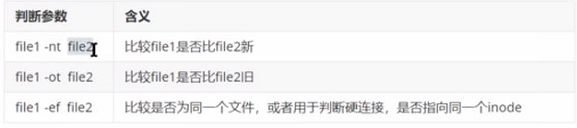 判断参数 含义
file1 -nt file2 比较file1是否比file2新
file1 -ot file2 比较file1是否比file2旧
file1 -ef file2 比较是否为同一个文件，或者用于判断硬连接，是否指向同一个inode